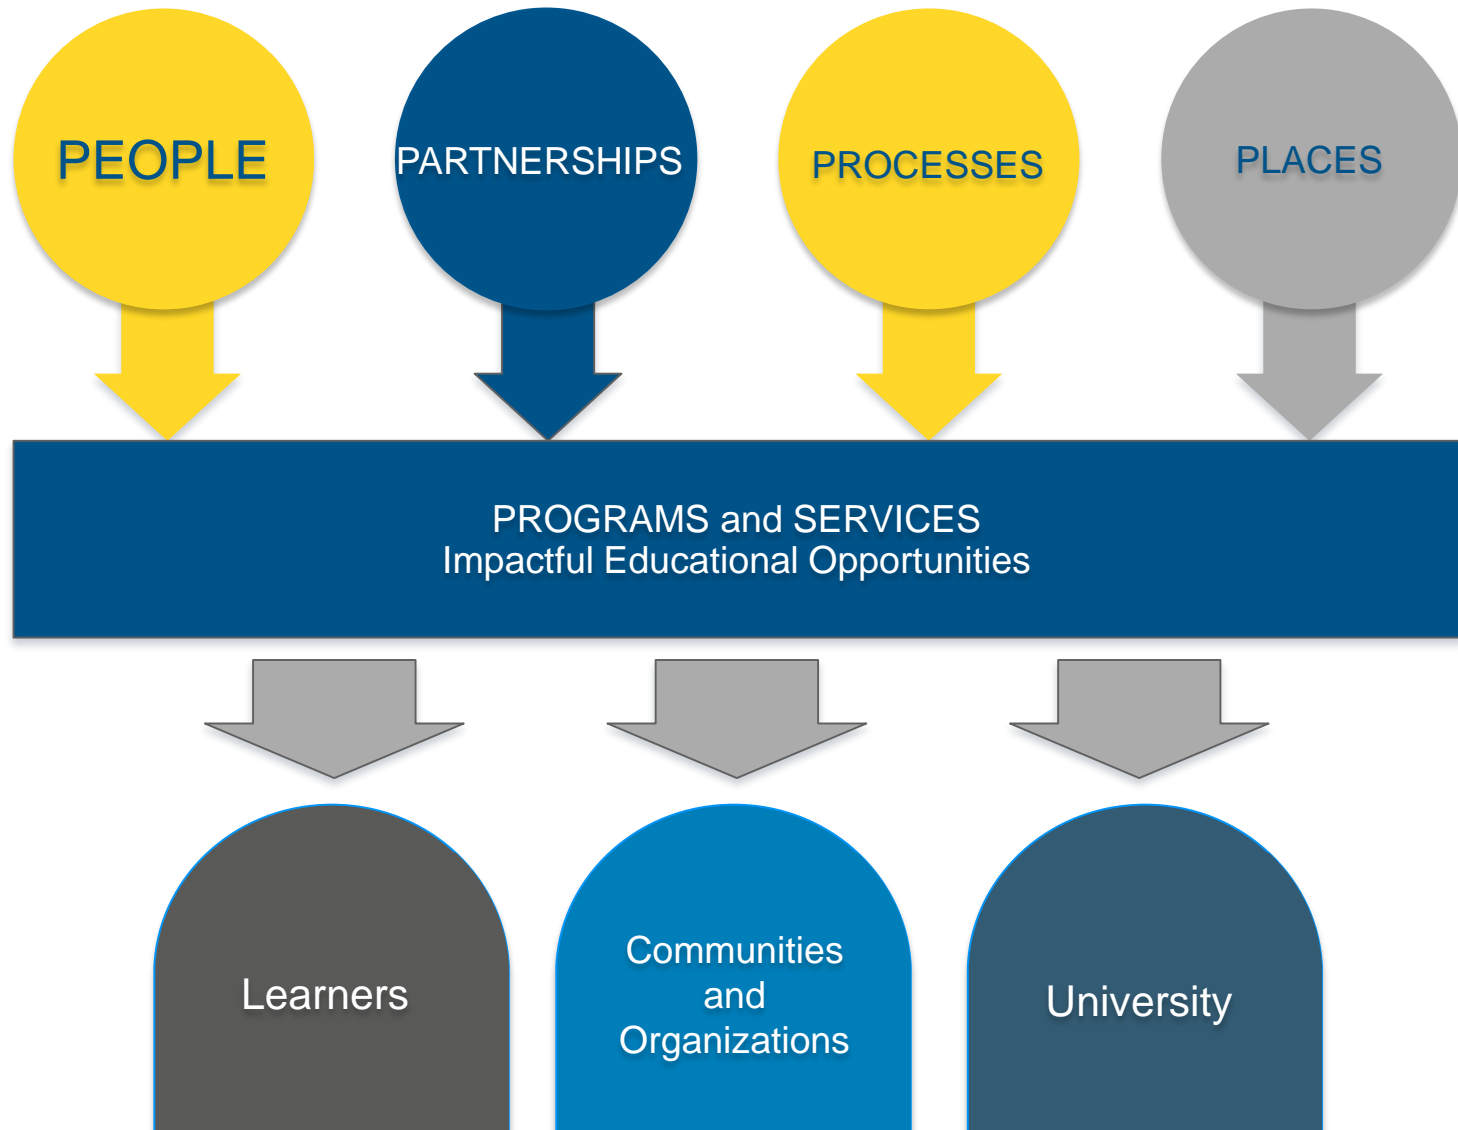 PEOPLE
PARTNERSHIPS
PROCESSES
PLACES
PROGRAMS and SERVICES
Impactful Educational Opportunities
Learners
Communities
and
Organizations
University